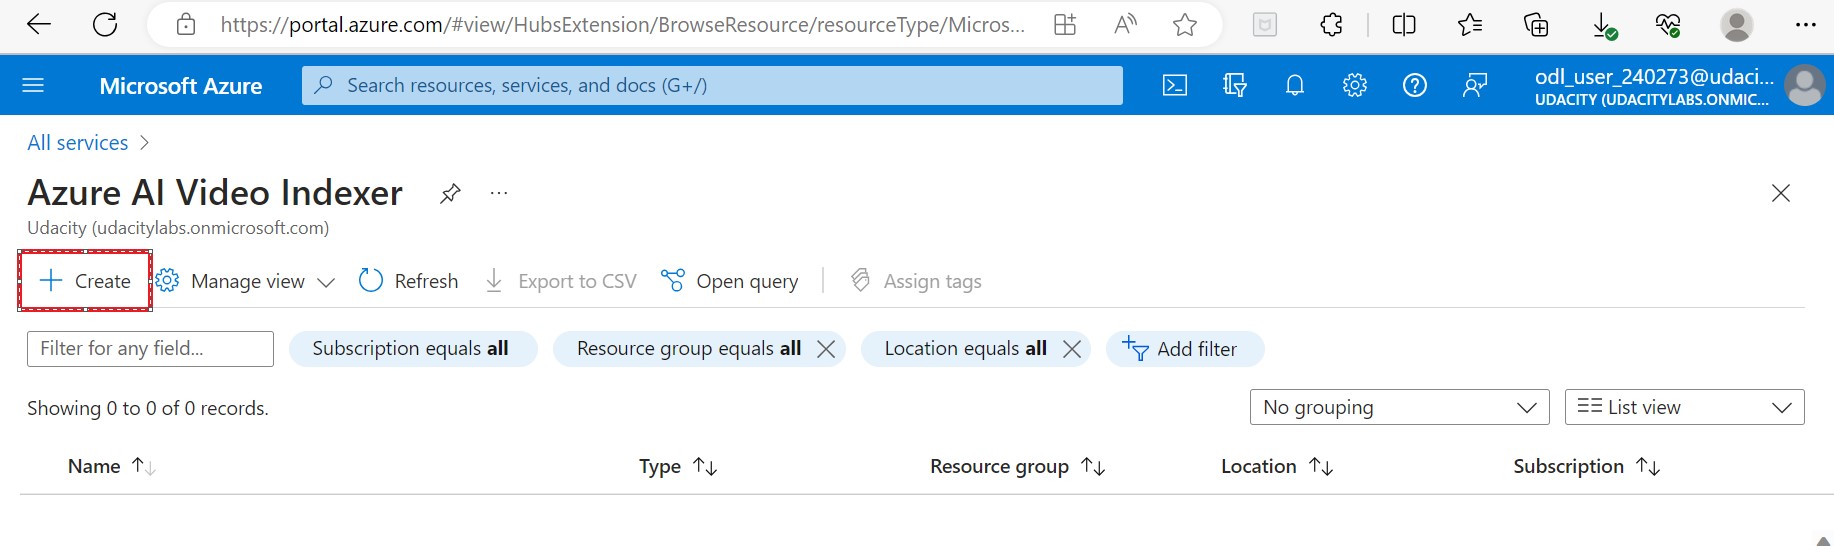 https://portal.azure.com/#view/HubsExtension/BrowseResource/resourceType/Micros...
Microsoft Azure
Search resources, services, and docs (G+/)
odl_user_240273@udaci...
UDACITY (UDACITYLABS.ONMIC...
All services >
Azure AI Video Indexer
...
Udacity (udacitylabs.onmicrosoft.com)
+ Create Manage view Refresh Export to CSV Open query Assign tags
Filter for any field... Subscription equals all Resource group equals all Location equals all Add filter
Showing 0 to 0 of 0 records. No grouping List view
Name Type Resource group Location Subscription